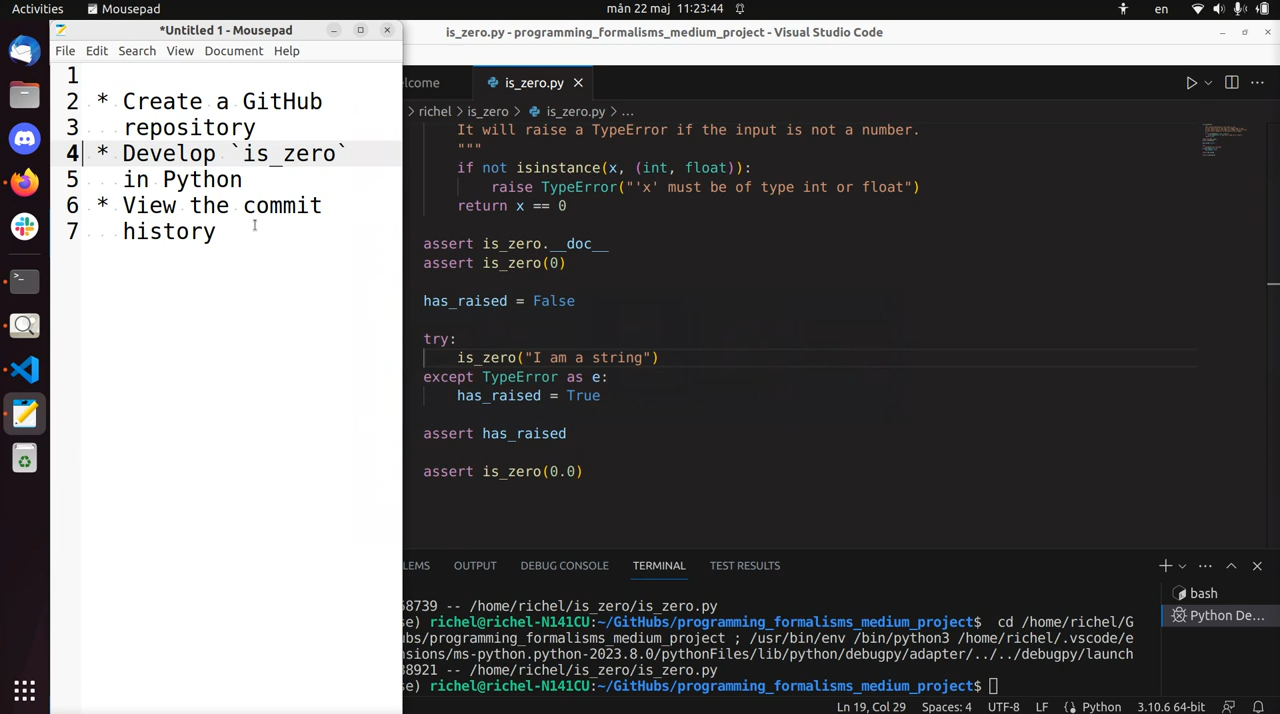 Activities
Mousepad
mån 22 maj 11:23:44
en
*Untitled 1 - Mousepad
File Edit Search View Document Help
1
2 * Create a GitHub
3 repository
4 * Develop `is_zero`
5 in Python
6 * View the commit
7 history
is_zero.py - programming_formalisms_medium_project - Visual Studio Code
lcome
is_zero.py
> richel > is_zero > is_zero.py > ...
It will raise a TypeError if the input is not a number.
"""
if not isinstance(x, (int, float)):
raise TypeError("'x' must be of type int or float")
return x == 0
assert is_zero.__doc__
assert is_zero(0)
has_raised = False
try:
is_zero("I am a string")
except TypeError as e:
has_raised = True
assert has_raised
assert is_zero(0.0)
LEMS OUTPUT DEBUG CONSOLE TERMINAL TEST RESULTS
58739 -- /home/richel/is_zero/is_zero.py
se) richel@richel-N141CU:~/GitHubs/programming_formalisms_medium_project$ cd /home/richel/G
ubs/programming_formalisms_medium_project ; /usr/bin/env /bin/python3 /home/richel/.vscode/e
ensions/ms-python.python-2023.8.0/pythonFiles/lib/python/debugpy/adapter/../../debugpy/launch
38921 -- /home/richel/is_zero/is_zero.py
se) richel@richel-N141CU:~/GitHubs/programming_formalisms_medium_project$
bash
Python De...
Ln 19, Col 29 Spaces: 4 UTF-8 LF Python 3.10.6 64-bit